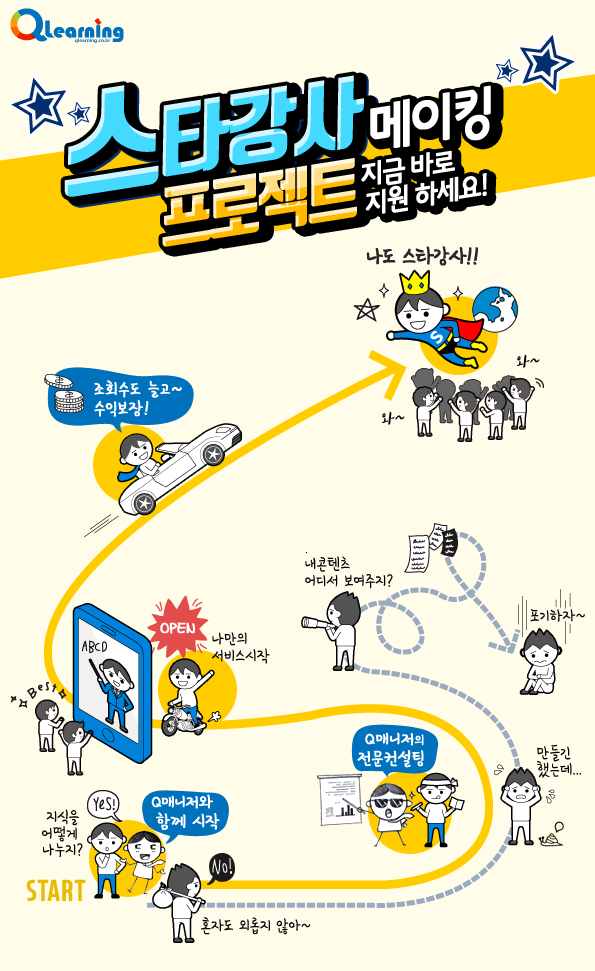 QLearning
qlearning.co.kr
스타강사 메이킹
프로젝트 지금 바로
지원 하세요!
나도 스타강사!!
와~
와~
조회수도 늘고~
수익보장!
내콘텐츠
어디서 보여주지?
포기하자~
OPEN
나만의
서비스시작
ABCD
Best
Q매니저의
전문컨설팅
만들긴
했는데...
지식을
어떻게
나누지?
YES!
Q매니저와
함께 시작
START
No!
혼자도 외롭지 않아~
S